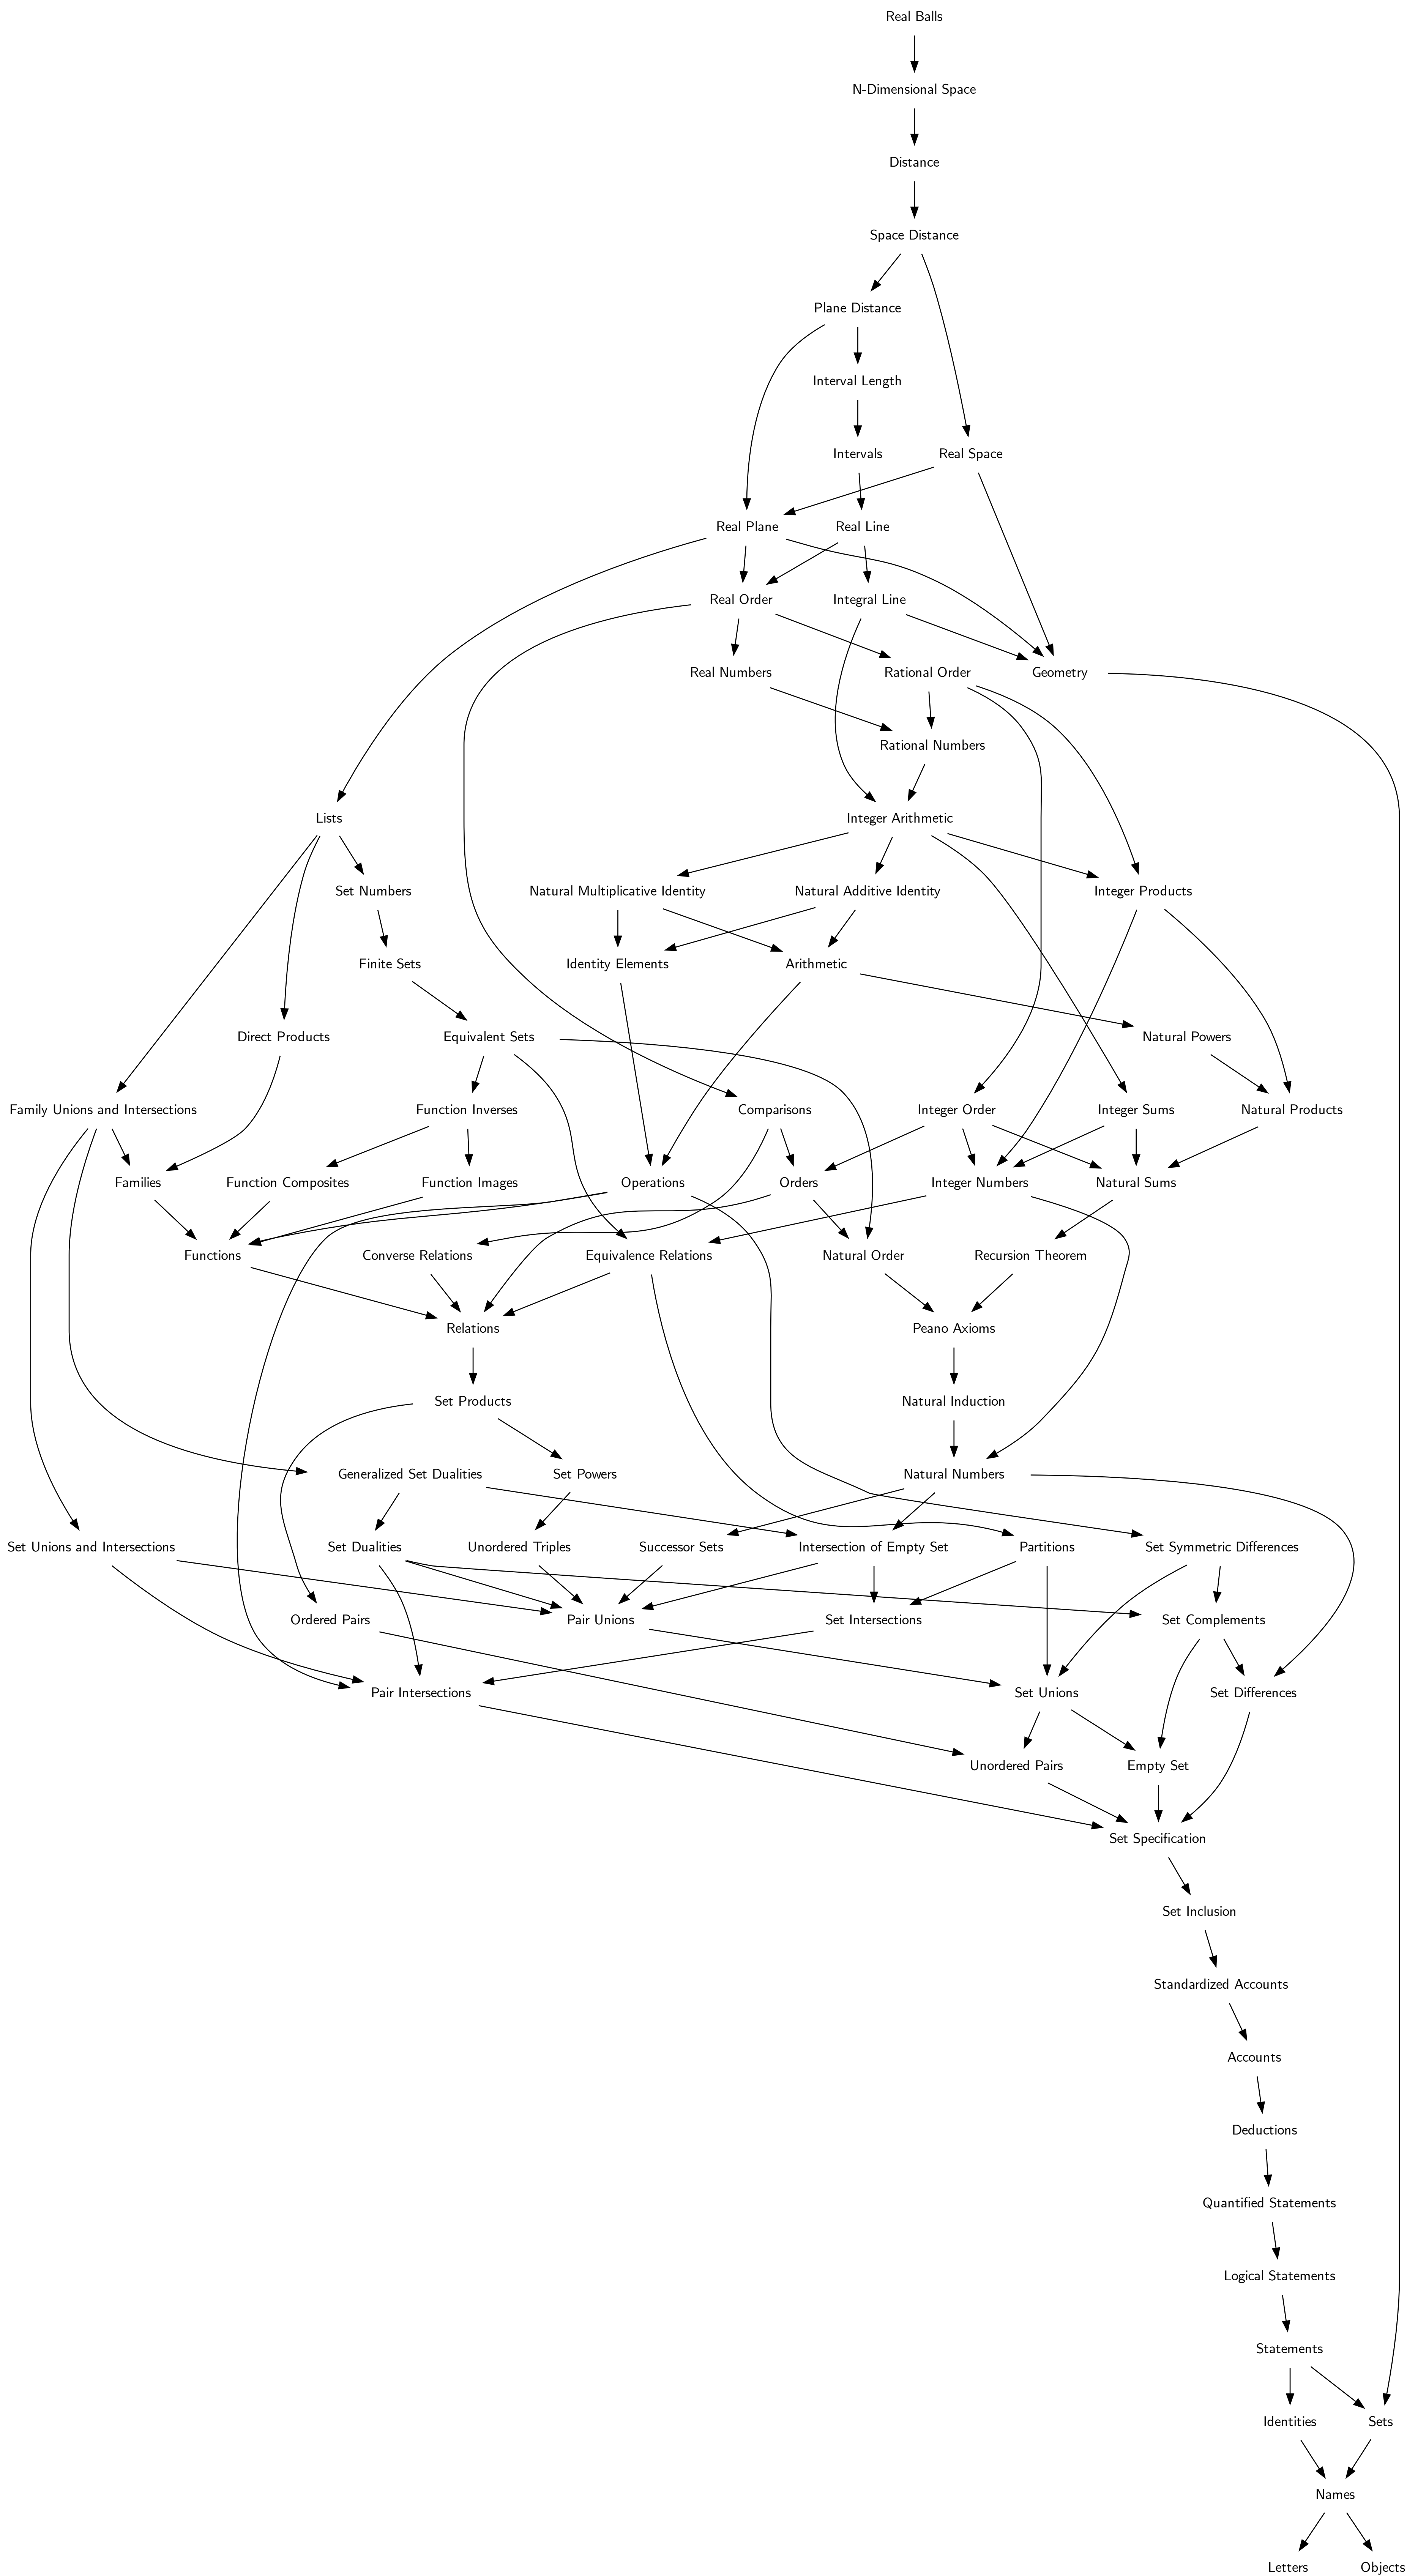 Real Balls
N-Dimensional Space
Distance
Space Distance
Plane Distance
Interval Length
Intervals
Real Space
Real Plane
Real Line
Real Order
Integral Line
Real Numbers
Rational Order
Geometry
Rational Numbers
Lists
Integer Arithmetic
Set Numbers
Natural Multiplicative Identity
Natural Additive Identity
Integer Products
Finite Sets
Identity Elements
Arithmetic
Direct Products
Equivalent Sets
Natural Powers
Family Unions and Intersections
Function Inverses
Comparisons
Integer Order
Integer Sums
Natural Products
Families
Function Composites
Function Images
Operations
Orders
Integer Numbers
Natural Sums
Functions
Converse Relations
Equivalence Relations
Natural Order
Recursion Theorem
Relations
Peano Axioms
Set Products
Natural Induction
Generalized Set Dualities
Set Powers
Natural Numbers
Set Unions and Intersections
Set Dualities
Unordered Triples
Successor Sets
Intersection of Empty Set
Partitions
Set Symmetric Differences
Ordered Pairs
Pair Unions
Set Intersections
Set Complements
Pair Intersections
Set Unions
Set Differences
Unordered Pairs
Empty Set
Set Specification
Set Inclusion
Standardized Accounts
Accounts
Deductions
Quantified Statements
Logical Statements
Statements
Identities
Sets
Names
Letters
Objects